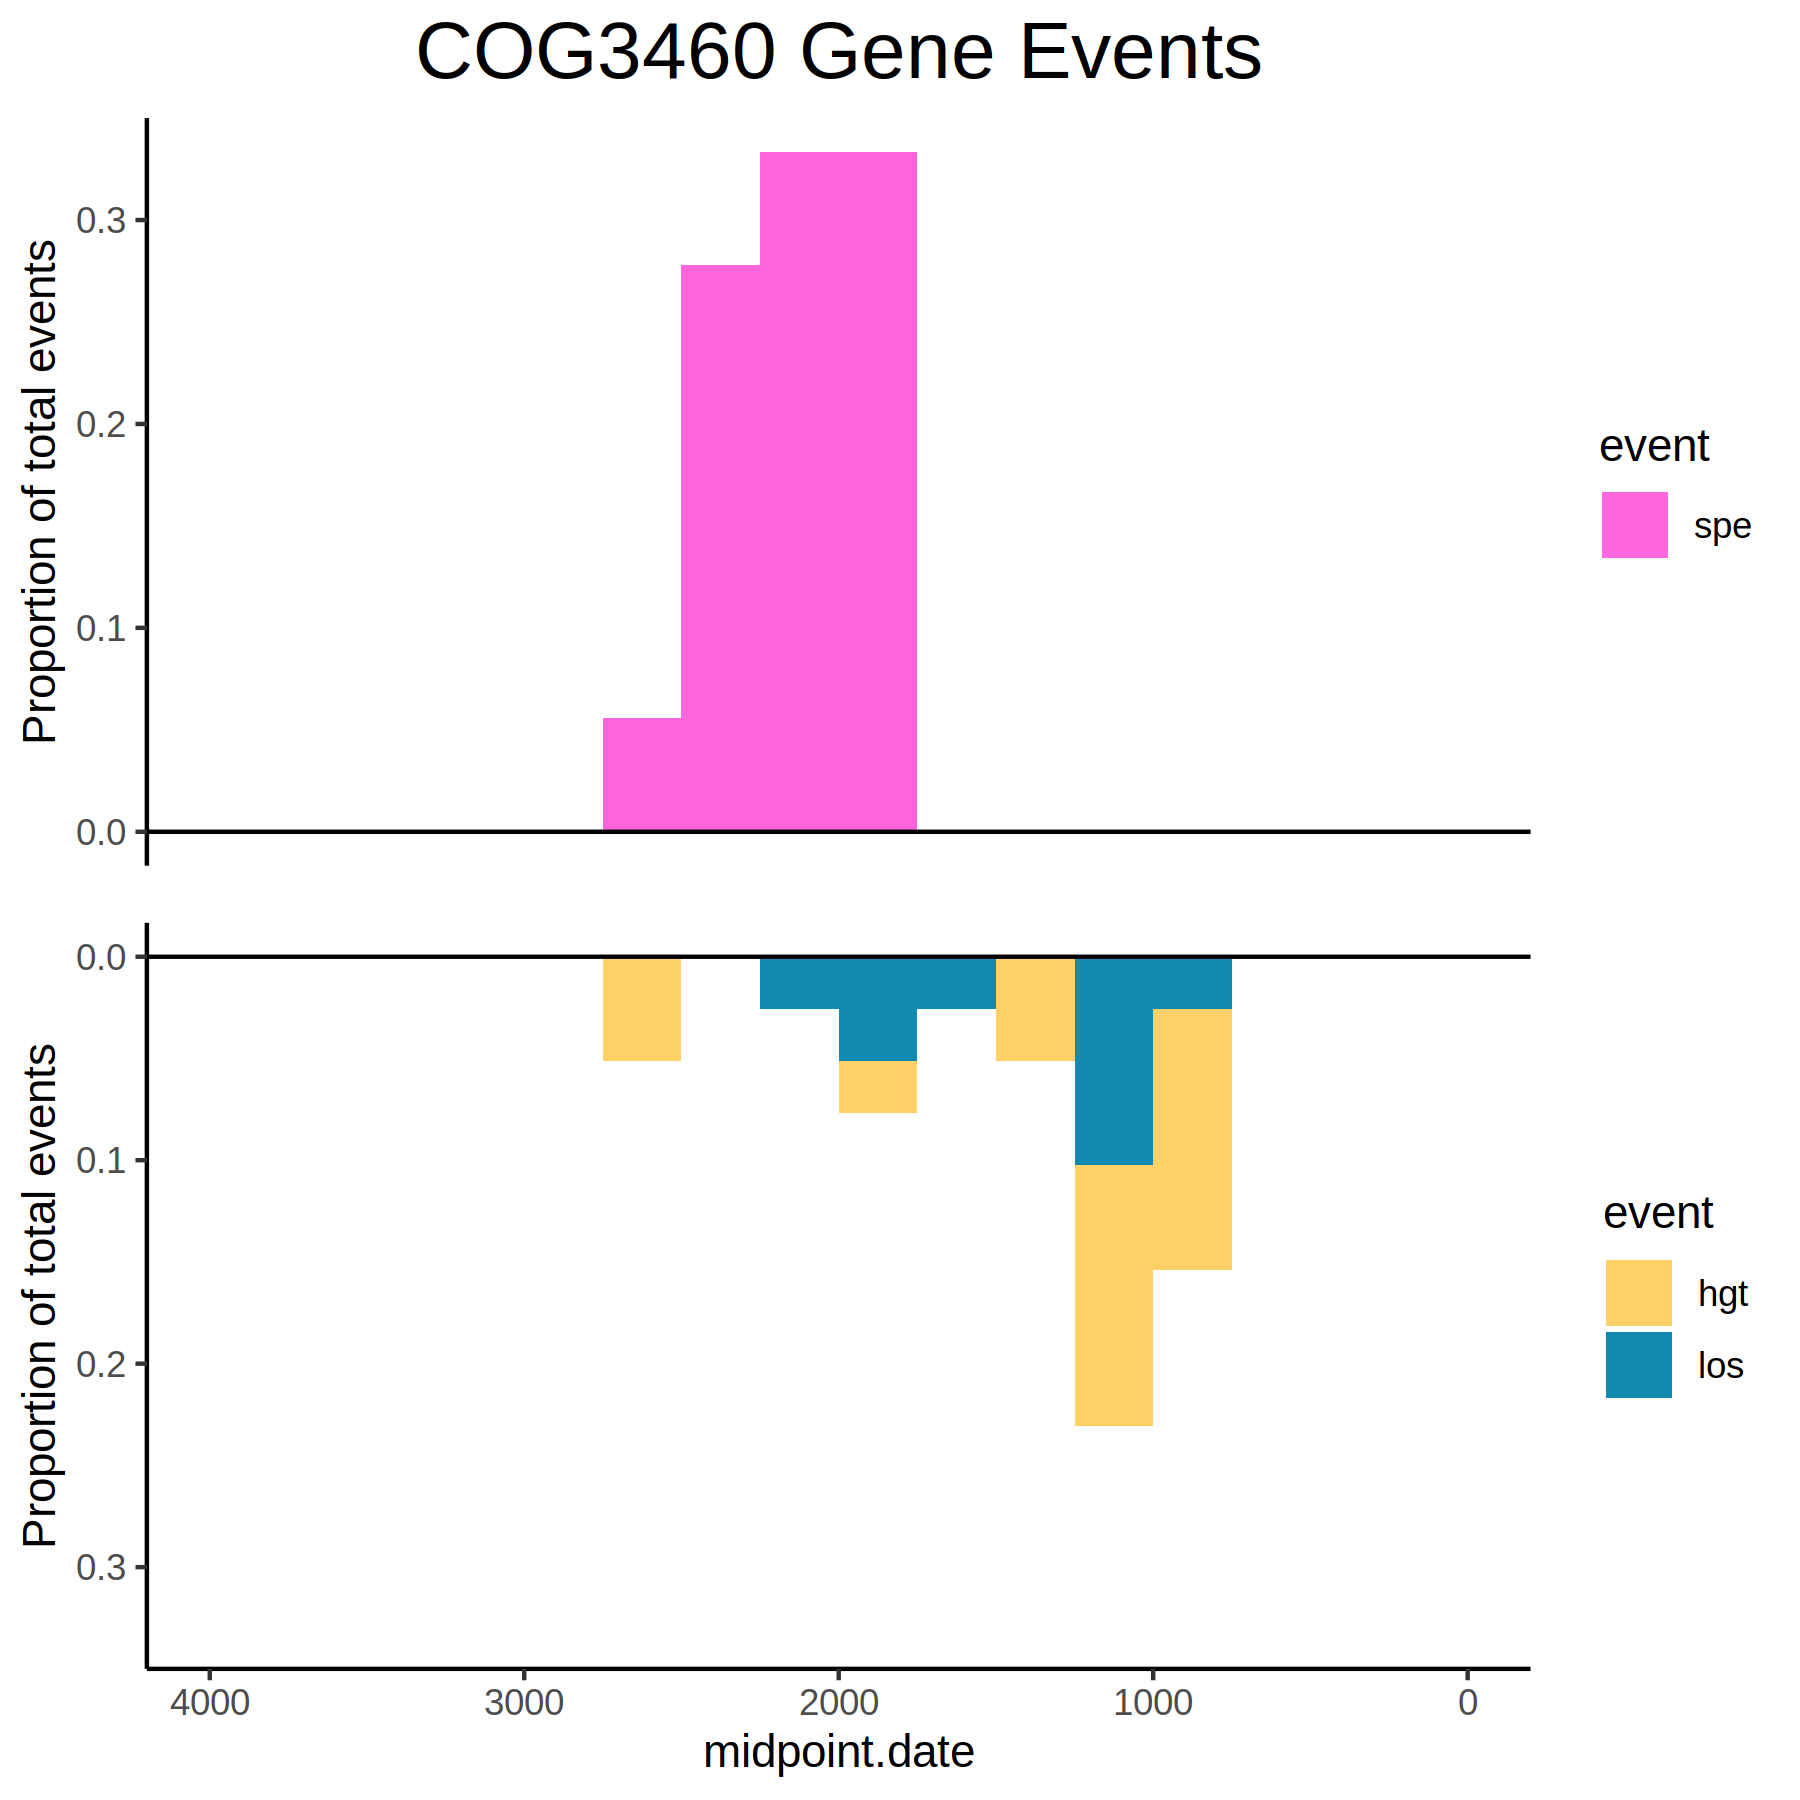 COG3460 Gene Events
Proportion of total events
0.3
0.2
0.1
0.0
event
spe
Proportion of total events
0.0
0.1
0.2
0.3
event
hgt
los
4000 3000 2000 1000 0
midpoint.date